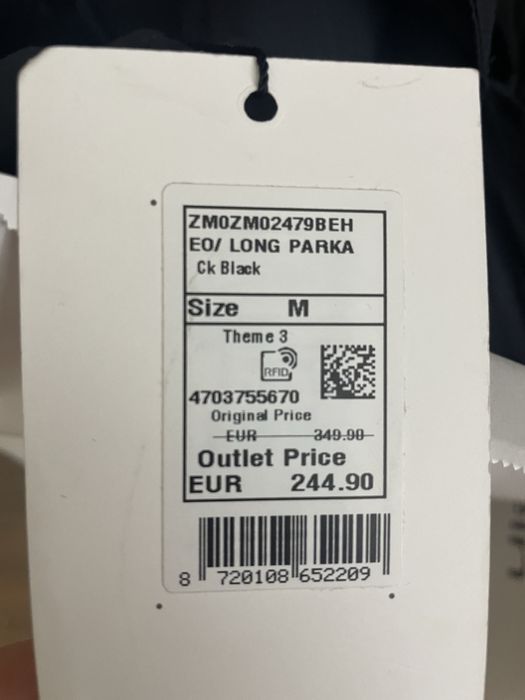 ZM0ZM02479BEH
EO/ LONG PARKA
Ck Black
Size M
Theme 3
RFID
4703755670
Original Price
EUR 349.90
Outlet Price
EUR 244.90
8 720108 652209